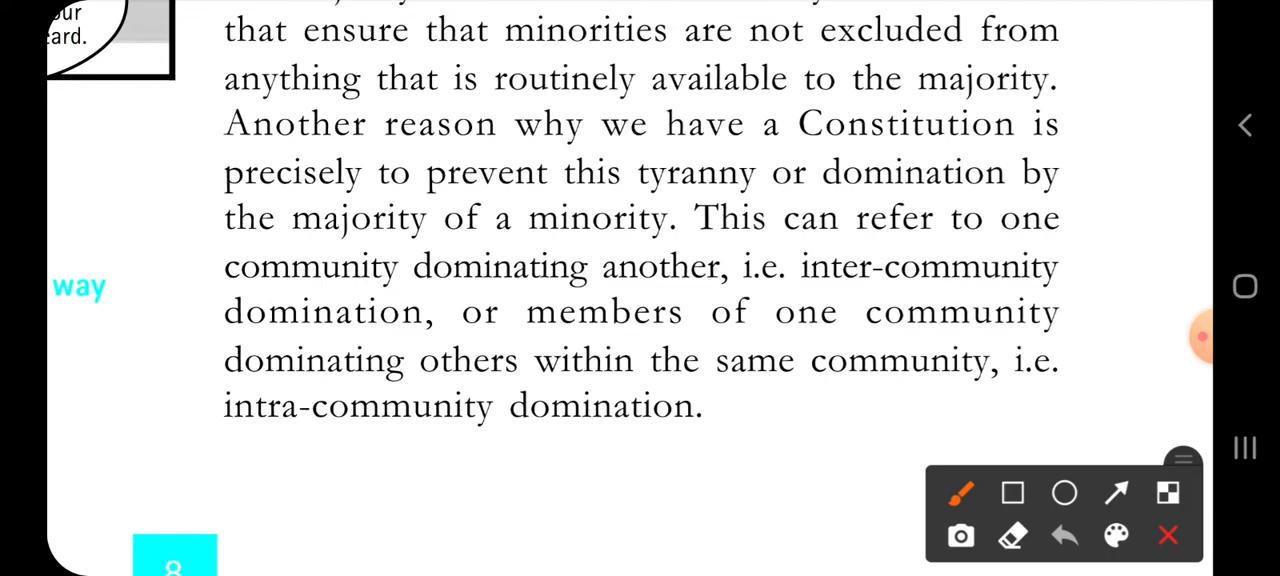 our
eard.
that ensure that minorities are not excluded from
anything that is routinely available to the majority.
Another reason why we have a Constitution is
precisely to prevent this tyranny or domination by
the majority of a minority. This can refer to one
community dominating another, i.e. inter-community
way
domination, or members of one community
dominating others within the same community, i.e.
intra-community domination.
8